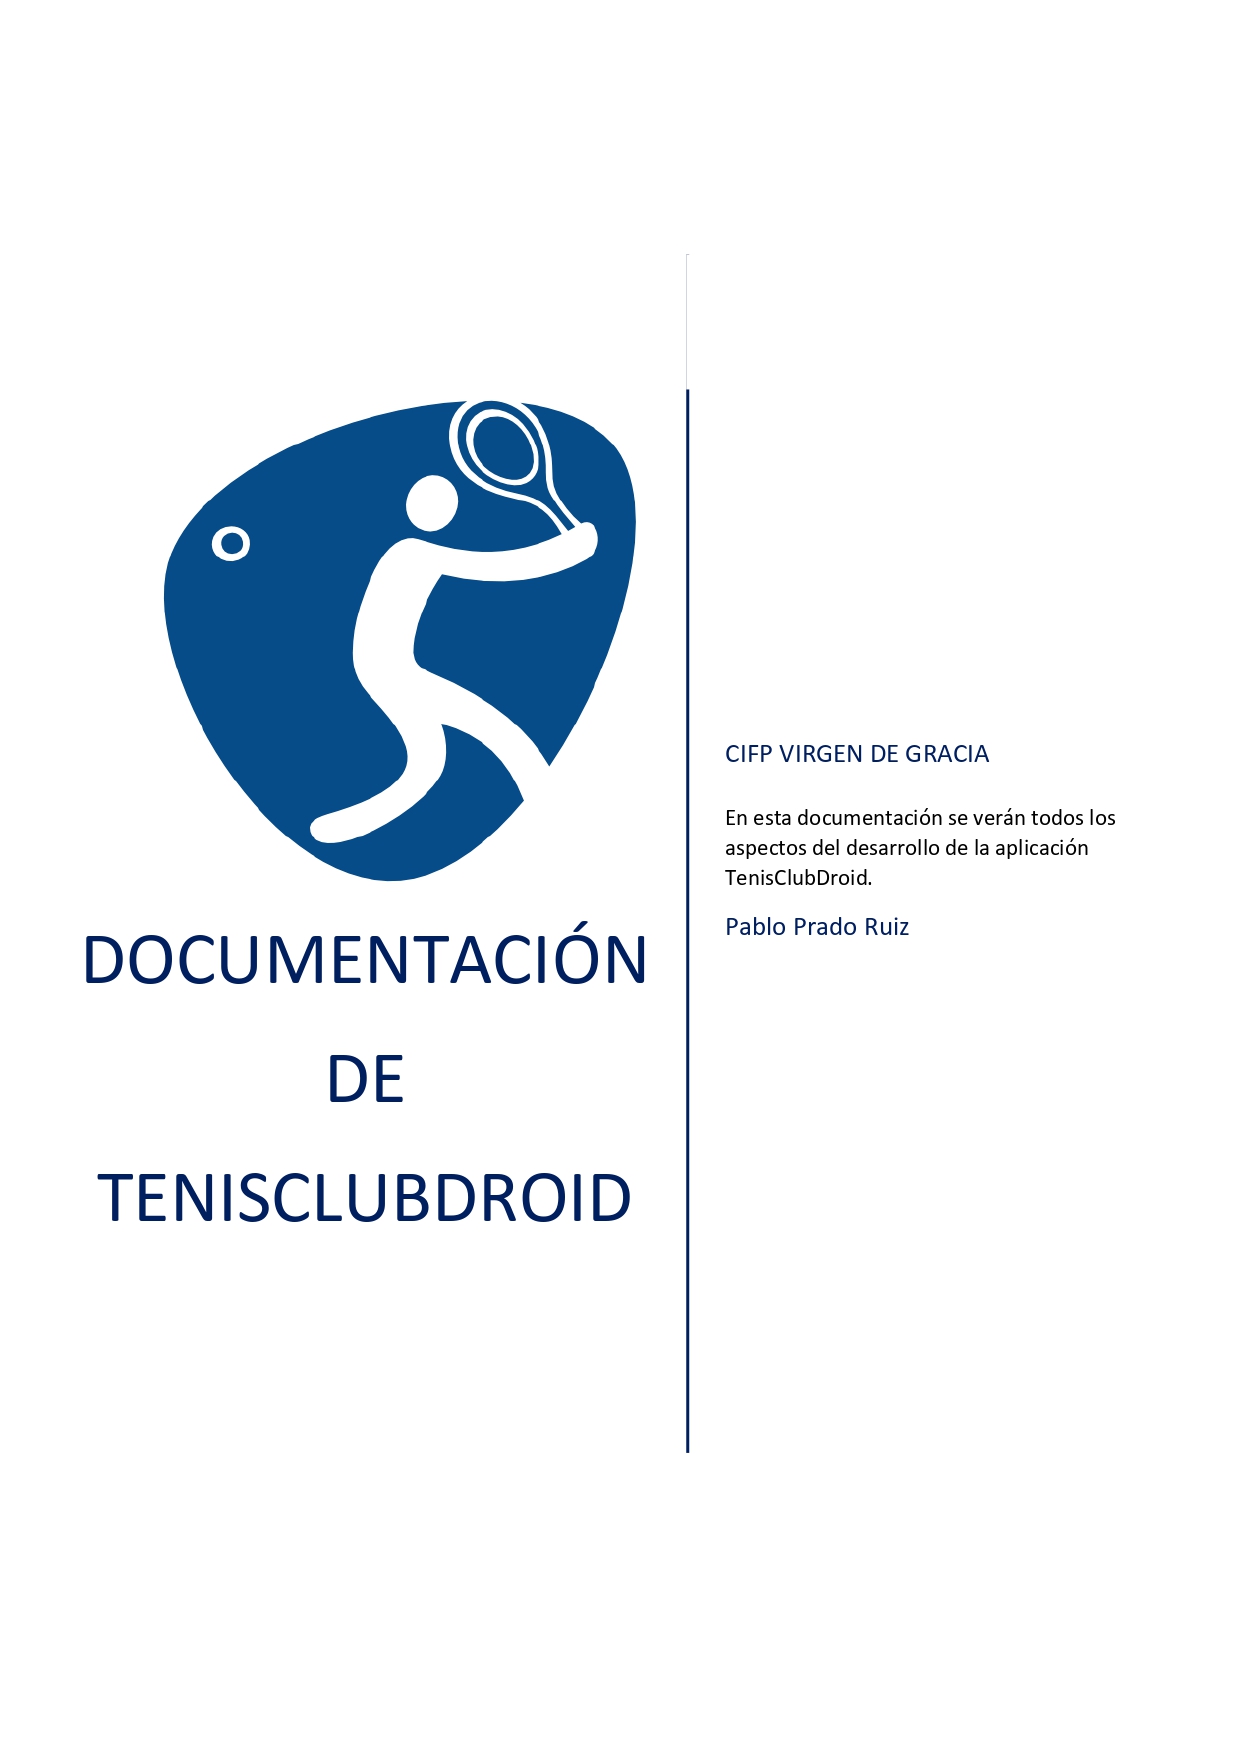 DOCUMENTACIÓN
DE
TENISCLUBDROID
CIFP VIRGEN DE GRACIA
En esta documentación se verán todos los
aspectos del desarrollo de la aplicación
TenisClubDroid.
Pablo Prado Ruiz